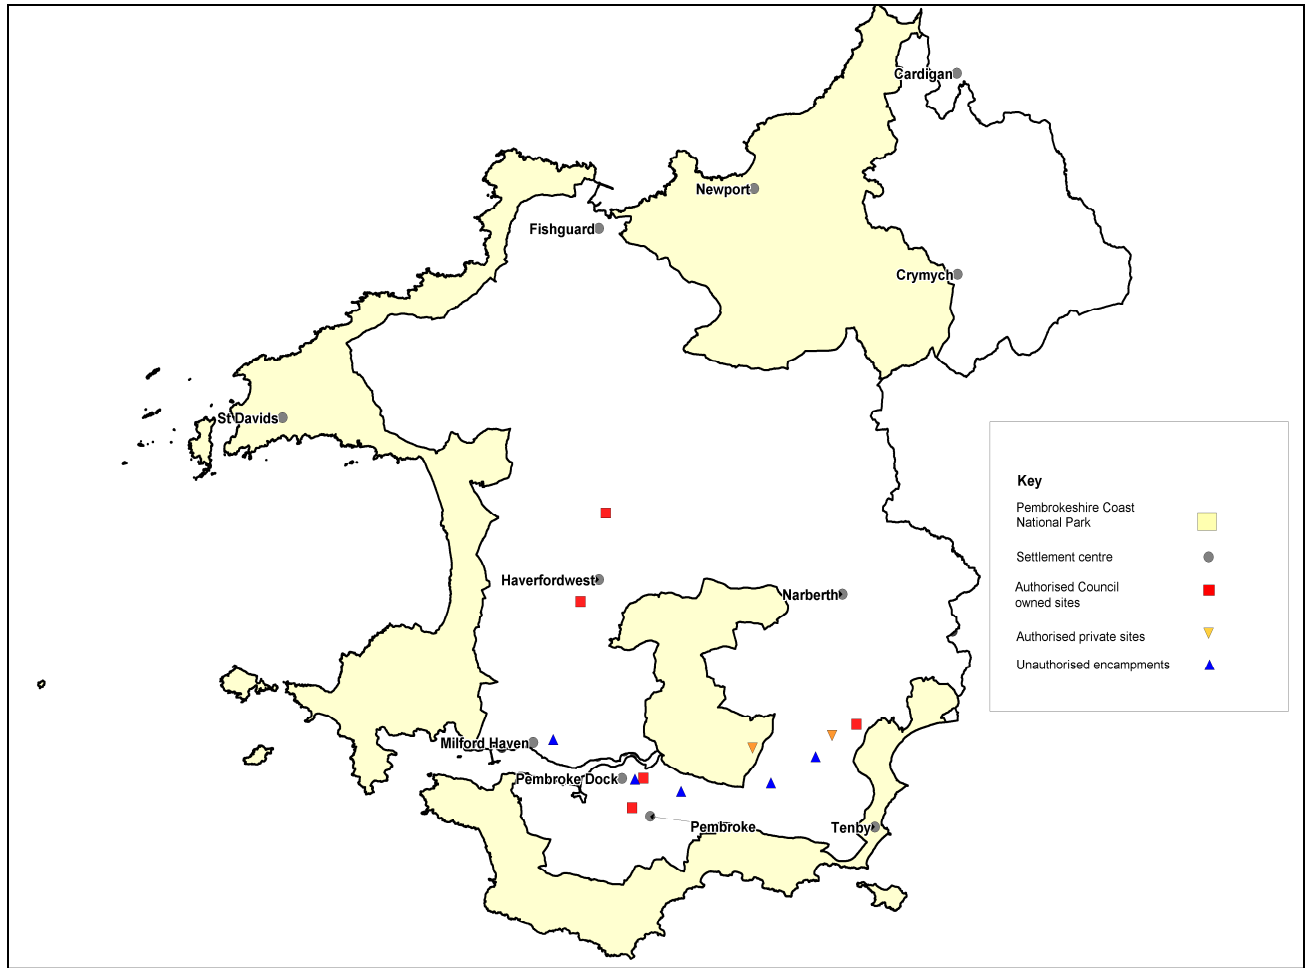 Cardigan
Newport
Fishguard
Crymych
St Davids
Key
Pembrokeshire Coast
National Park
Settlement centre
Haverfordwest
Narberth
Authorised Council
owned sites
Authorised private sites
Unauthorised encampments
Milford Haven
Pembroke Dock
Pembroke
Tenby